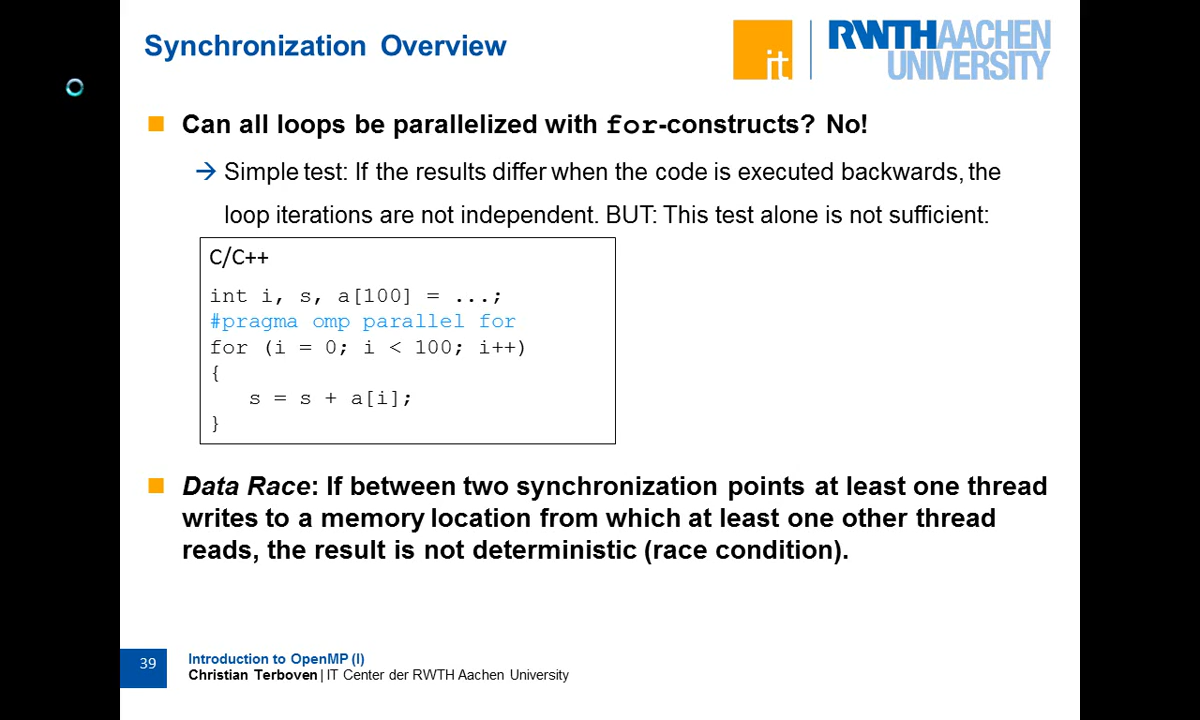 Synchronization Overview
it
RWTHAACHEN
UNIVERSITY
Can all loops be parallelized with for-constructs? No!
→ Simple test: If the results differ when the code is executed backwards, the
loop iterations are not independent. BUT: This test alone is not sufficient:
C/C++
int i, s, a[100] = ...;
#pragma omp parallel for
for (i = 0; i < 100; i++)
{
s = s + a[i];
}
Data Race: If between two synchronization points at least one thread
writes to a memory location from which at least one other thread
reads, the result is not deterministic (race condition).
39
Introduction to OpenMP (I)
Christian Terboven | IT Center der RWTH Aachen University